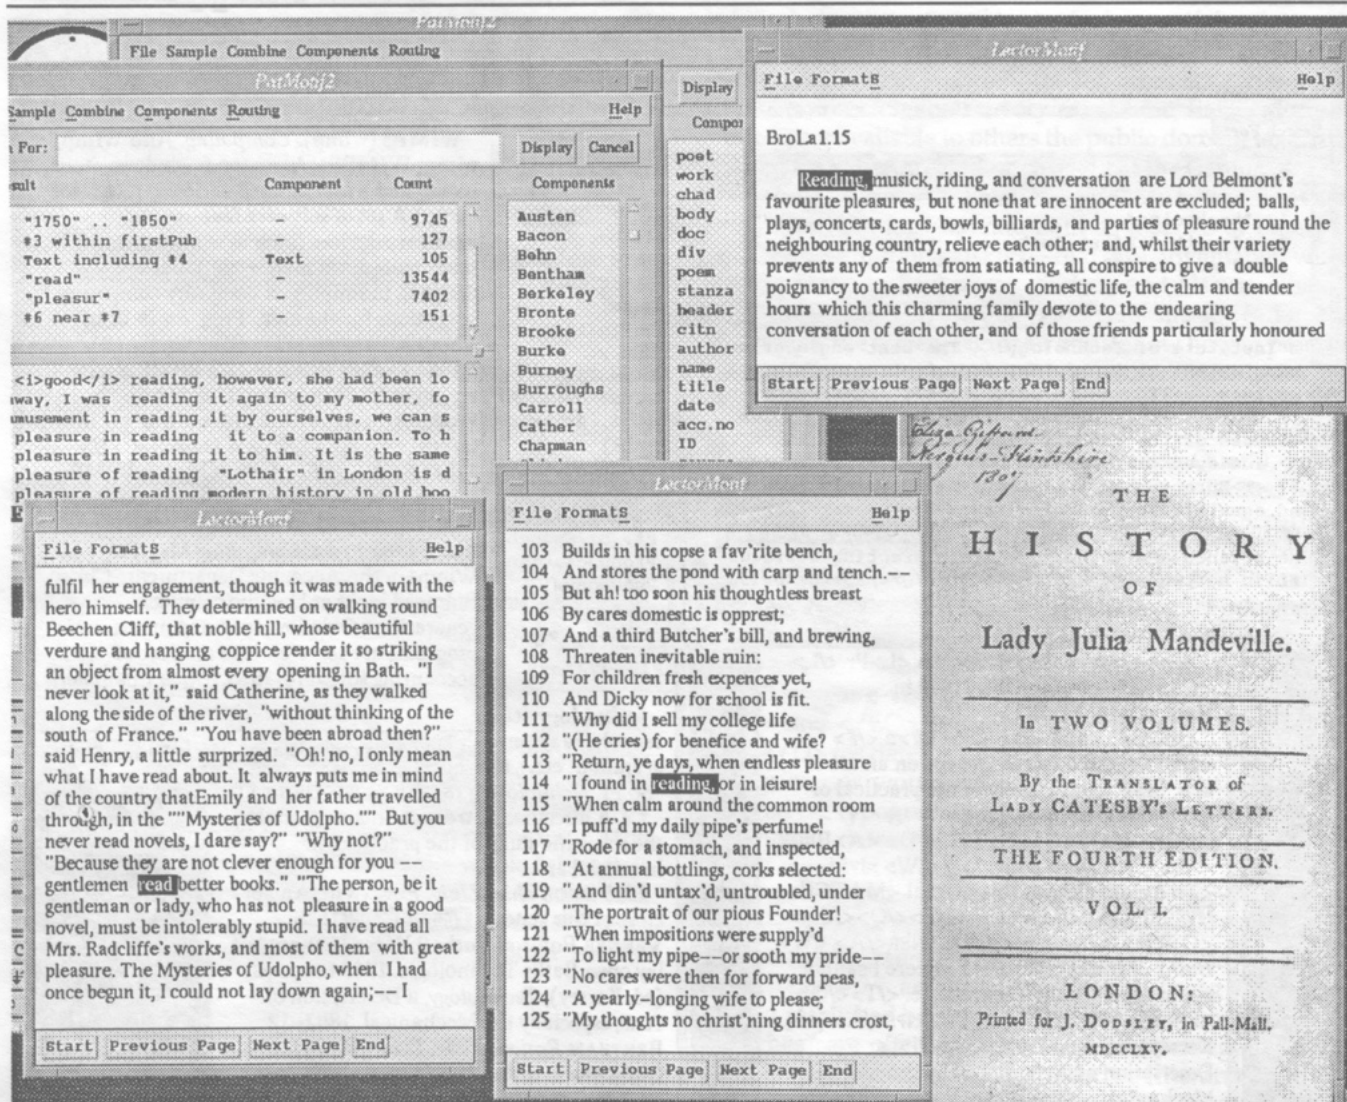 PatMotif2
File Sample Combine Components Routing
PatMotif2
Sample Combine Components Routing Help
For: Display Cancel
Component Count Components
"1750" .. "1850" – 9745
#3 within firstPub – 127
Text including #4 Text 105
"read" – 13544
"pleasur" – 7402
#6 near #7 – 151
Austen
Bacon
Behn
Bentham
Berkeley
Bronte
Brooke
Burke
Burney
Burroughs
Carroll
Cather
Chapman
<i>good</i> reading, however, she had been lo
away, I was reading it again to my mother, fo
amusement in reading it by ourselves, we can s
pleasure in reading it to a companion. To h
pleasure in reading it to him. It is the same
pleasure of reading "Lothair" in London is d
pleasure of reading modern history in old boo
Display
poet
work
chad
body
doc
div
poem
stanza
header
citn
author
name
title
date
acc.no
ID
LectorMotif
File FormatS Help
BroLa1.15
Reading, musick, riding, and conversation are Lord Belmont's
favourite pleasures, but none that are innocent are excluded; balls,
plays, concerts, cards, bowls, billiards, and parties of pleasure round the
neighbouring country, relieve each other; and, whilst their variety
prevents any of them from satiating, all conspire to give a double
poignancy to the sweeter joys of domestic life, the calm and tender
hours which this charming family devote to the endearing
conversation of each other, and of those friends particularly honoured
Start Previous Page Next Page End
LectorMotif
File FormatS Help
fulfil her engagement, though it was made with the
hero himself. They determined on walking round
Beechen Cliff, that noble hill, whose beautiful
verdure and hanging coppice render it so striking
an object from almost every opening in Bath. "I
never look at it," said Catherine, as they walked
along the side of the river, "without thinking of the
south of France." "You have been abroad then?"
said Henry, a little surprized. "Oh! no, I only mean
what I have read about. It always puts me in mind
of the country thatEmily and her father travelled
through, in the ""Mysteries of Udolpho."" But you
never read novels, I dare say?" "Why not?"
"Because they are not clever enough for you --
gentlemen read better books." "The person, be it
gentleman or lady, who has not pleasure in a good
novel, must be intolerably stupid. I have read all
Mrs. Radcliffe's works, and most of them with great
pleasure. The Mysteries of Udolpho, when I had
once begun it, I could not lay down again;-- I
Start Previous Page Next Page End
LectorMotif
File FormatS Help
103 Builds in his copse a fav'rite bench,
104 And stores the pond with carp and tench.--
105 But ah! too soon his thoughtless breast
106 By cares domestic is opprest;
107 And a third Butcher's bill, and brewing,
108 Threaten inevitable ruin:
109 For children fresh expences yet,
110 And Dicky now for school is fit.
111 "Why did I sell my college life
112 "(He cries) for benefice and wife?
113 "Return, ye days, when endless pleasure
114 "I found in reading, or in leisure!
115 "When calm around the common room
116 "I puff'd my daily pipe's perfume!
117 "Rode for a stomach, and inspected,
118 "At annual bottlings, corks selected:
119 "And din'd untax'd, untroubled, under
120 "The portrait of our pious Founder!
121 "When impositions were supply'd
122 "To light my pipe--or sooth my pride--
123 "No cares were then for forward peas,
124 "A yearly-longing wife to please;
125 "My thoughts no christ'ning dinners crost,
Start Previous Page Next Page End
1807
THE
HISTORY
OF
Lady Julia Mandeville.
In TWO VOLUMES.
By the TRANSLATOR of
LADY CATESBY'S LETTERS.
THE FOURTH EDITION.
VOL. I.
LONDON:
Printed for J. DODSLEY, in Pall-Mall.
MDCCLXV.